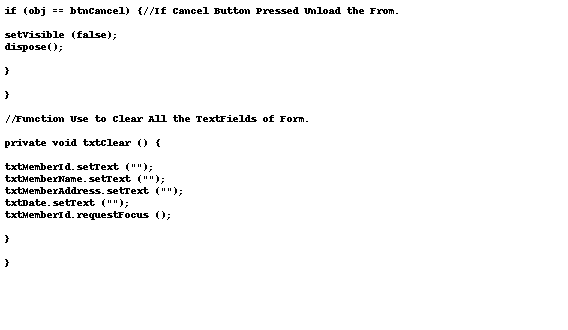 if (obj == btnCancel) {//If Cancel Button Pressed Unload the From.
setVisible (false);
dispose();
}
}
//Function Use to Clear All the TextFields of Form.
private void txtClear () {
txtMemberId.setText ("");
txtMemberName.setText ("");
txtMemberAddress.setText ("");
txtDate.setText ("");
txtMemberId.requestFocus ();
}
}